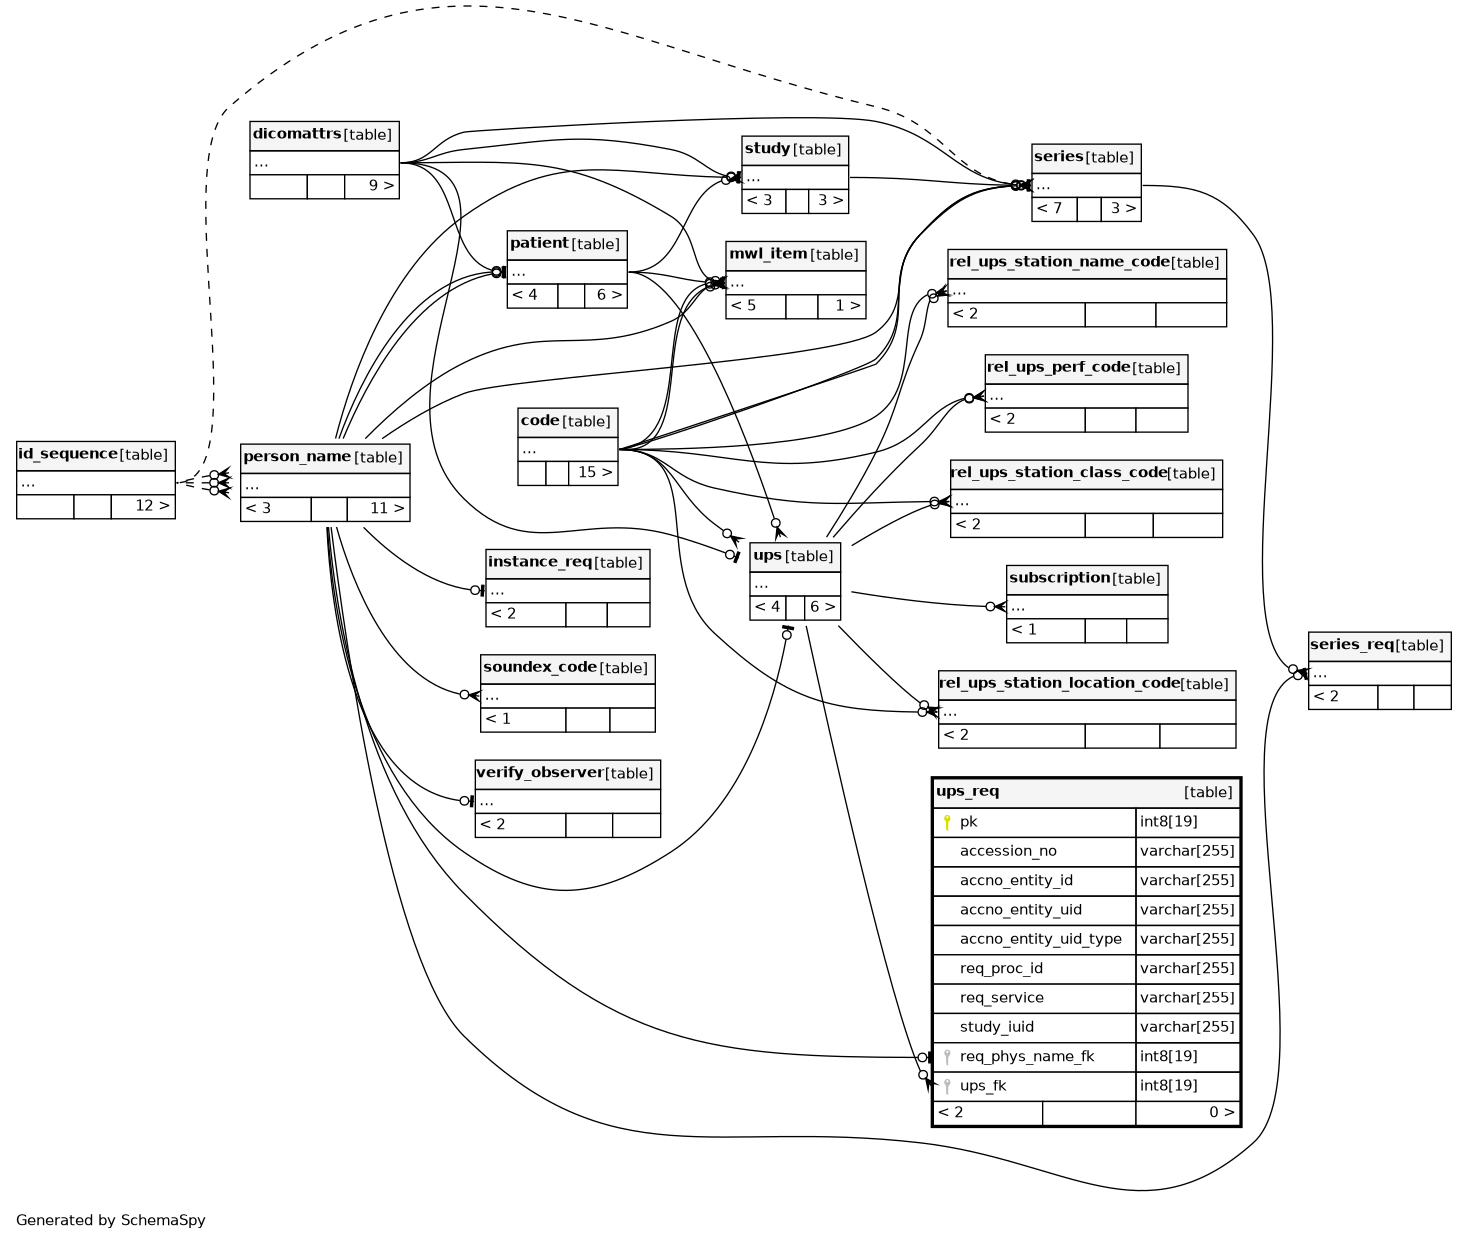 dicomattrs [table]
...
9 >
study [table]
...
< 3 3 >
series [table]
...
< 7 3 >
patient [table]
...
< 4 6 >
mwl_item [table]
...
< 5 1 >
rel_ups_station_name_code [table]
...
< 2
rel_ups_perf_code [table]
...
< 2
code [table]
...
15 >
id_sequence [table]
...
12 >
person_name [table]
...
< 3 11 >
rel_ups_station_class_code [table]
...
< 2
instance_req [table]
...
< 2
ups [table]
...
< 4 6 >
subscription [table]
...
< 1
soundex_code [table]
...
< 1
rel_ups_station_location_code [table]
...
< 2
series_req [table]
...
< 2
verify_observer [table]
...
< 2
ups_req [table]
pk int8[19]
accession_no varchar[255]
accno_entity_id varchar[255]
accno_entity_uid varchar[255]
accno_entity_uid_type varchar[255]
req_proc_id varchar[255]
req_service varchar[255]
study_iuid varchar[255]
req_phys_name_fk int8[19]
ups_fk int8[19]
< 2 0 >
Generated by SchemaSpy